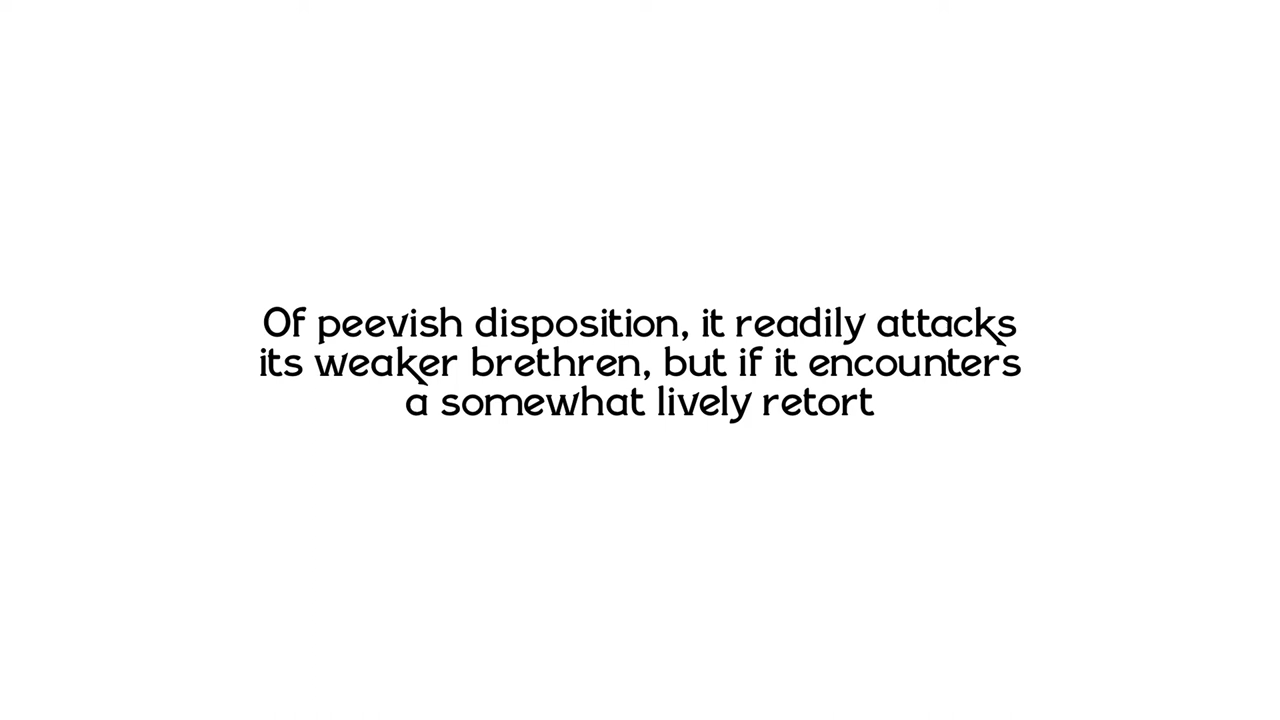 Of peevish disposition, it readily attacks
its weaker brethren, but if it encounters
a somewhat lively retort